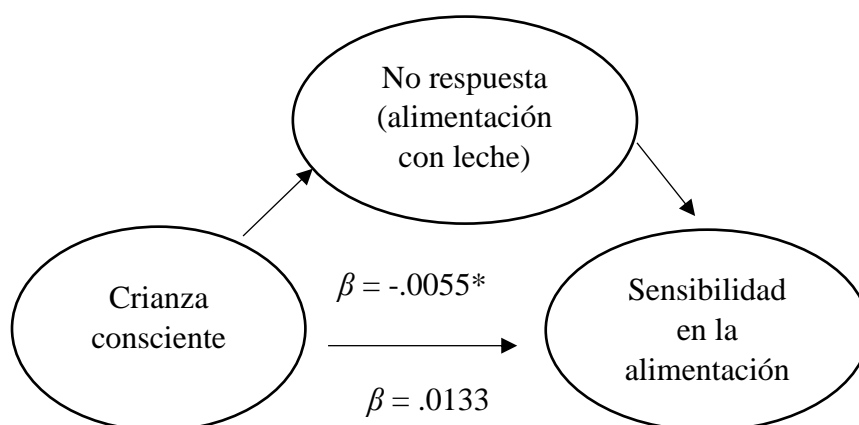 No respuesta
(alimentación
con leche)
Crianza
consciente
β = -.0055*
β = .0133
Sensibilidad
en la
alimentación